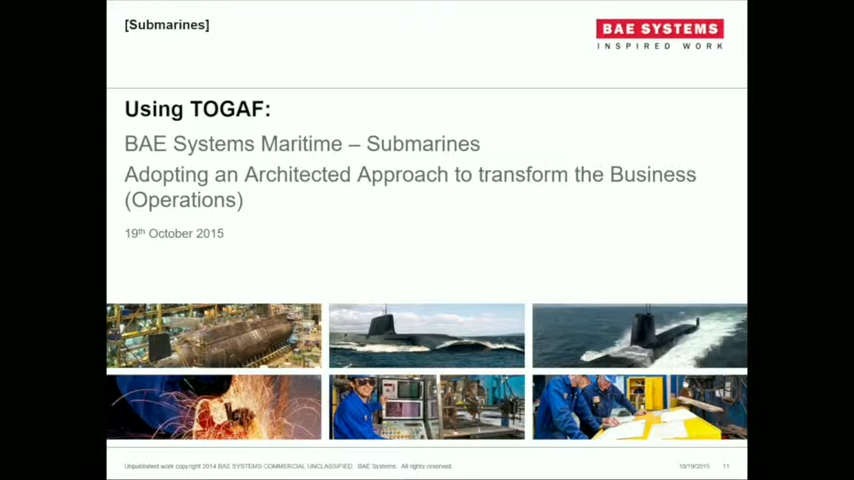 [Submarines]
BAE SYSTEMS
INSPIRED WORK
Using TOGAF:
BAE Systems Maritime – Submarines
Adopting an Architected Approach to transform the Business
(Operations)
19th October 2015
Unpublished work copyright 2014 BAE SYSTEMS COMMERCIAL UNCLASSIFIED BAE Systems. All rights reserved
19/19/2015 11